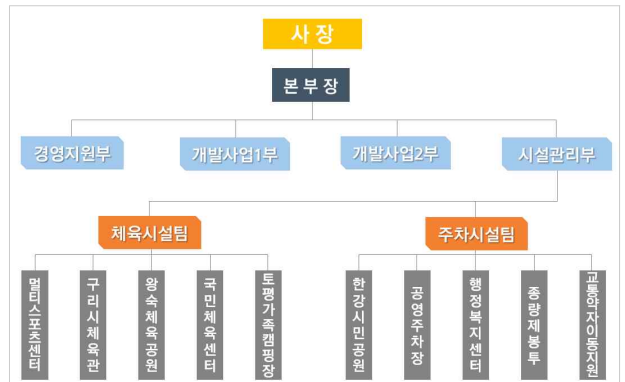 사 장
본 부 장
경영지원부
개발사업1부
개발사업2부
시설관리부
체육시설팀
주차시설팀
멀티스포츠센터
구리시체육관
왕숙체육공원
국민체육센터
토평가족캠핑장
한강시민공원
공영주차장
행정복지센터
종량제봉투
교통약자이동지원